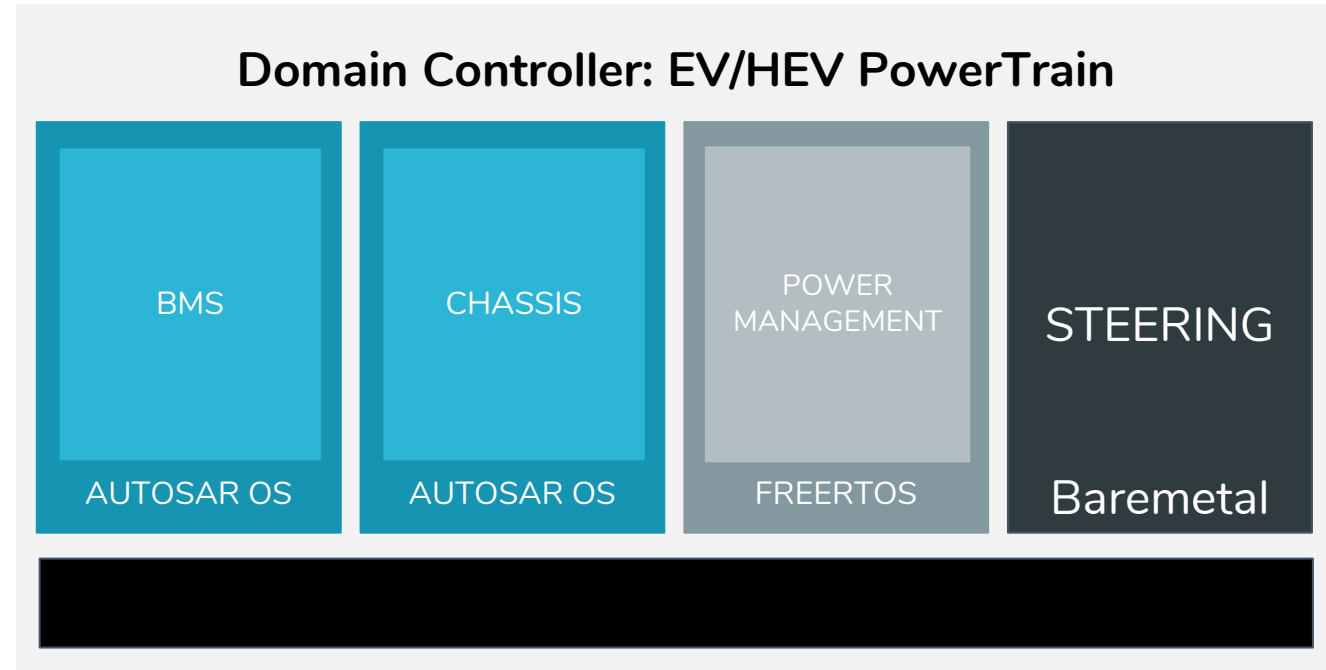 Domain Controller: EV/HEV PowerTrain
BMS
AUTOSAR OS
CHASSIS
AUTOSAR OS
POWER
MANAGEMENT
FREERTOS
STEERING
Baremetal